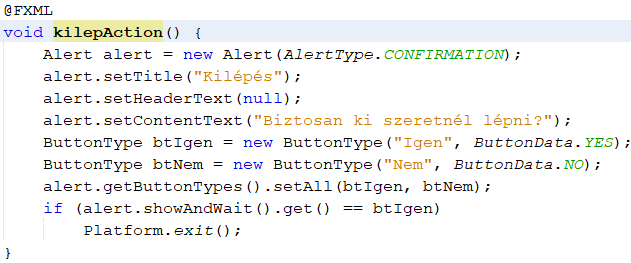 @FXML
void kilepAction() {
    Alert alert = new Alert(AlertType.CONFIRMATION);
    alert.setTitle("Kilépés");
    alert.setHeaderText(null);
    alert.setContentText("Biztosan ki szeretnél lépni?");
    ButtonType btIgen = new ButtonType("Igen", ButtonData.YES);
    ButtonType btNem = new ButtonType("Nem", ButtonData.NO);
    alert.getButtonTypes().setAll(btIgen, btNem);
    if (alert.showAndWait().get() == btIgen)
        Platform.exit();
}